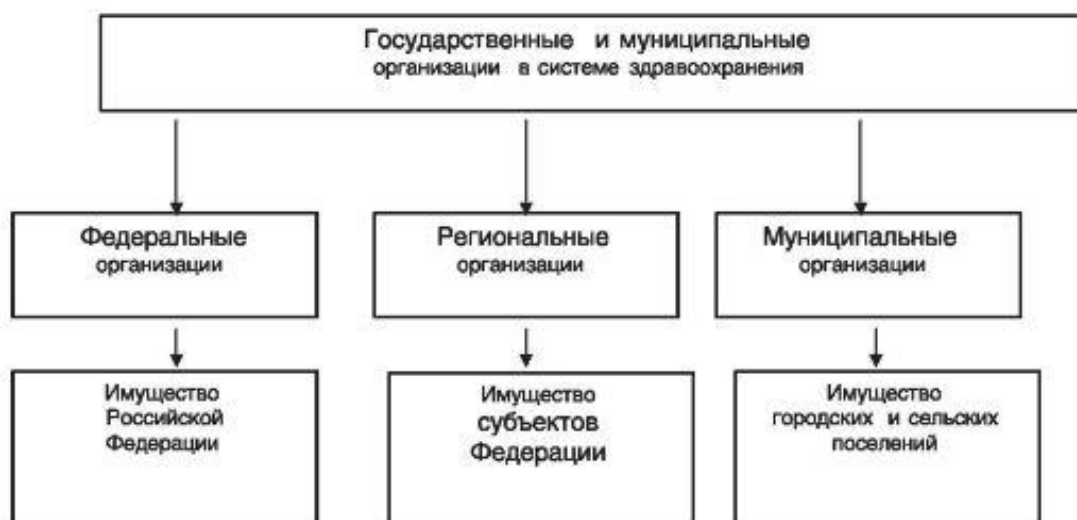 Государственные и муниципальные
организации в системе здравоохранения
Федеральные
организации
Региональные
организации
Муниципальные
организации
Имущество
Российской
Федерации
Имущество
субъектов
Федерации
Имущество
городских и сельских
поселений